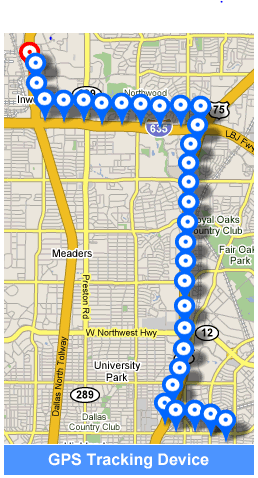 Inw
Northwood
75
635
LBJ Fwy
Royal Oaks
Country Club
Fair Oak
Park
Meaders
Preston Rd
W. Northwest Hwy
12
University
Park
Dallas North Tollway
289
Dallas
Country Club
GPS Tracking Device